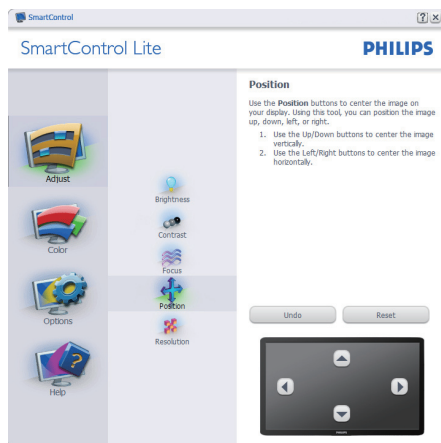 SmartControl
? x
SmartControl Lite
PHILIPS
Adjust
Color
Options
Help
Brightness
Contrast
Focus
Position
Resolution
Position
Use the Position buttons to center the image on
your display. Using this tool, you can position the image
up, down, left, or right.
1. Use the Up/Down buttons to center the image
vertically.
2. Use the Left/Right buttons to center the image
horizontally.
Undo
Reset
PHILIPS